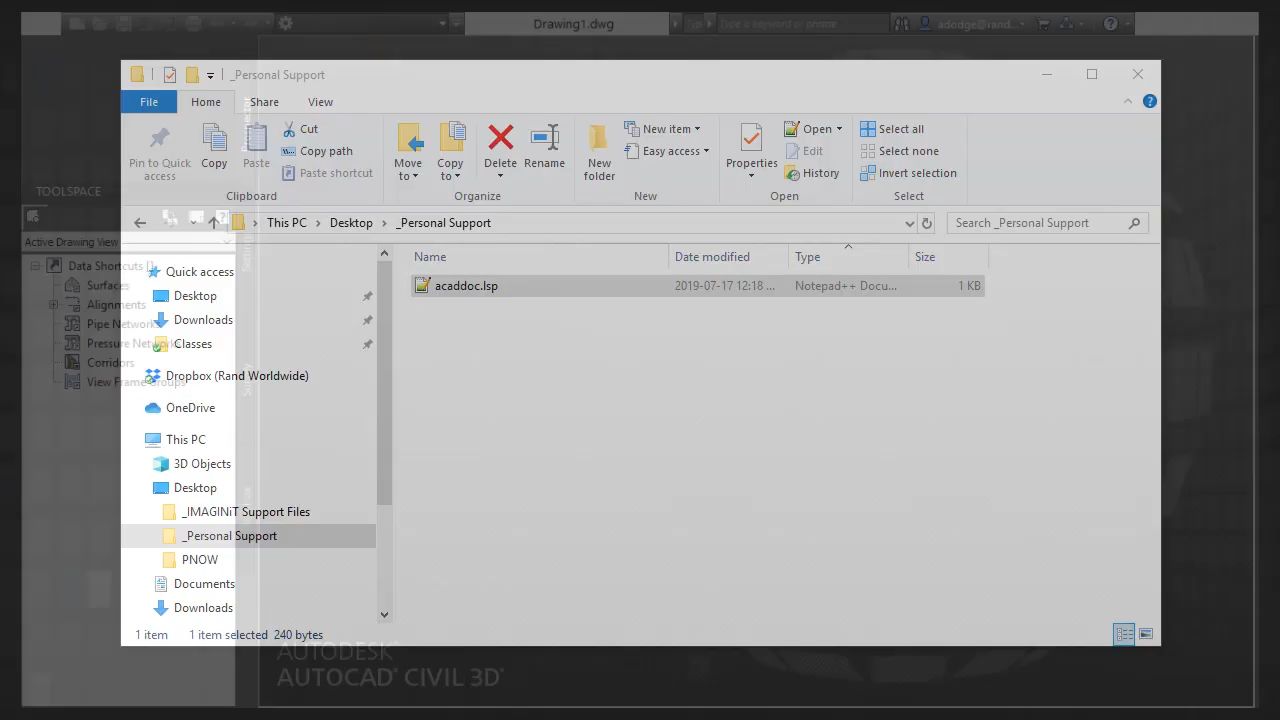 Drawing1.dwg
Type a keyword or phrase
adodge@rand...
_Personal Support
File
Home
Share
View
Pin to Quick access
Copy
Paste
Cut
Copy path
Paste shortcut
Clipboard
Move to
Copy to
Delete
Rename
Organize
New folder
New item
Easy access
New
Properties
Open
Edit
History
Open
Select all
Select none
Invert selection
Select
TOOLSPACE
This PC
Desktop
_Personal Support
Search _Personal Support
Active Drawing View
Name
Date modified
Type
Size
acaddoc.lsp
2019-07-17 12:18 ...
Notepad++ Docu...
1 KB
Data Shortcuts []
Surfaces
Alignments
Pipe Networks
Pressure Networks
Corridors
View Frame Groups
Quick access
Desktop
Downloads
Classes
Dropbox (Rand Worldwide)
OneDrive
This PC
3D Objects
Desktop
_IMAGINiT Support Files
_Personal Support
PNOW
Documents
Downloads
1 item
1 item selected 240 bytes
AUTODESK®
AUTOCAD® CIVIL 3D®